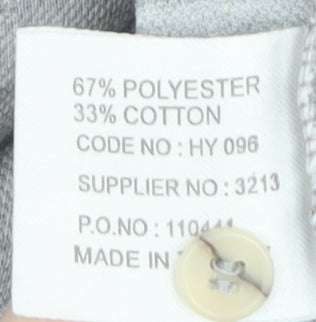 67% POLYESTER
33% COTTON
CODE NO : HY 096
SUPPLIER NO : 3213
P.O.NO : 110441
MADE IN